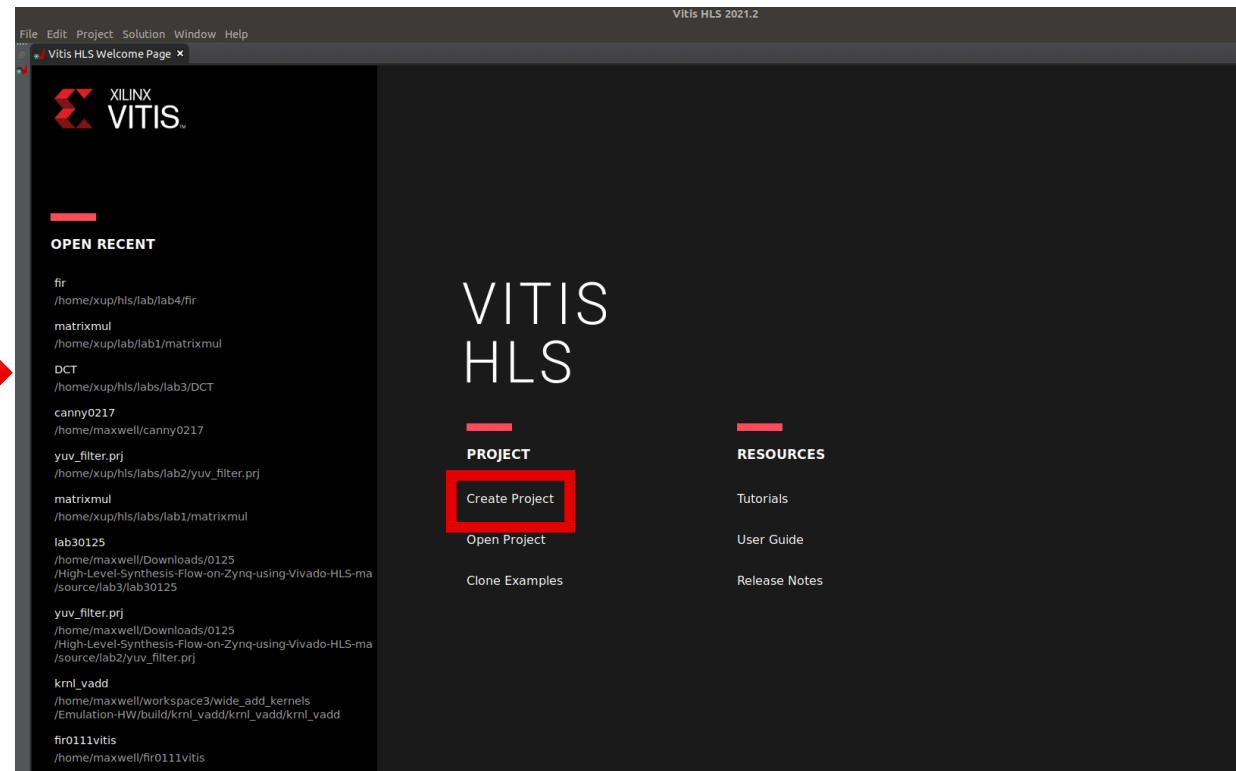 Vitis HLS 2021.2
File Edit Project Solution Window Help
Vitis HLS Welcome Page ×
XILINX
VITIS™
OPEN RECENT
fir
/home/xup/hls/lab/lab4/fir
matrixmul
/home/xup/lab/lab1/matrixmul
DCT
/home/xup/hls/labs/lab3/DCT
canny0217
/home/maxwell/canny0217
yuv_filter.prj
/home/xup/hls/labs/lab2/yuv_filter.prj
matrixmul
/home/xup/hls/labs/lab1/matrixmul
lab30125
/home/maxwell/Downloads/0125
/High-Level-Synthesis-Flow-on-Zynq-using-Vivado-HLS-ma
/source/lab3/lab30125
yuv_filter.prj
/home/maxwell/Downloads/0125
/High-Level-Synthesis-Flow-on-Zynq-using-Vivado-HLS-ma
/source/lab2/yuv_filter.prj
krnl_vadd
/home/maxwell/workspace3/wide_add_kernels
/Emulation-HW/build/krnl_vadd/krnl_vadd/krnl_vadd
fir0111vitis
/home/maxwell/fir0111vitis
VITIS
HLS
PROJECT
Create Project
Open Project
Clone Examples
RESOURCES
Tutorials
User Guide
Release Notes